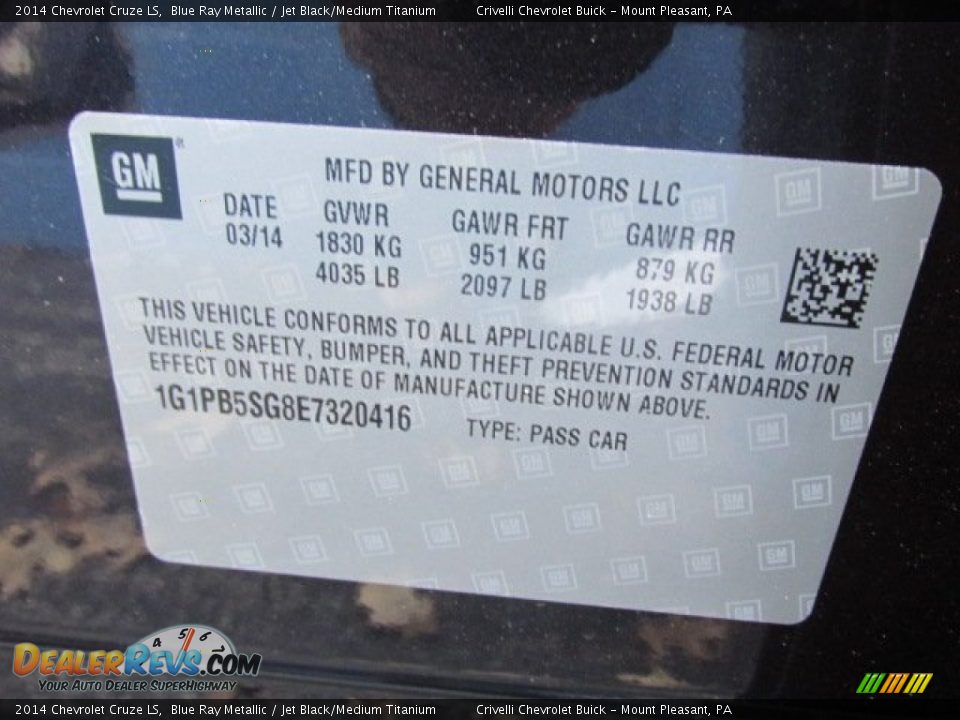 2014 Chevrolet Cruze LS,  Blue Ray Metallic / Jet Black/Medium Titanium  Crivelli Chevrolet Buick - Mount Pleasant, PA
GM
MFD BY GENERAL MOTORS LLC
DATE GVWR GAWR FRT GAWR RR
03/14 1830 KG 951 KG 879 KG
4035 LB 2097 LB 1938 LB
THIS VEHICLE CONFORMS TO ALL APPLICABLE U.S. FEDERAL MOTOR
VEHICLE SAFETY, BUMPER, AND THEFT PREVENTION STANDARDS IN
EFFECT ON THE DATE OF MANUFACTURE SHOWN ABOVE.
1G1PB5SG8E7320416 TYPE: PASS CAR
4 5 6
DEALERREVS.COM
YOUR AUTO DEALER SUPERHIGHWAY
2014 Chevrolet Cruze LS,  Blue Ray Metallic / Jet Black/Medium Titanium  Crivelli Chevrolet Buick - Mount Pleasant, PA